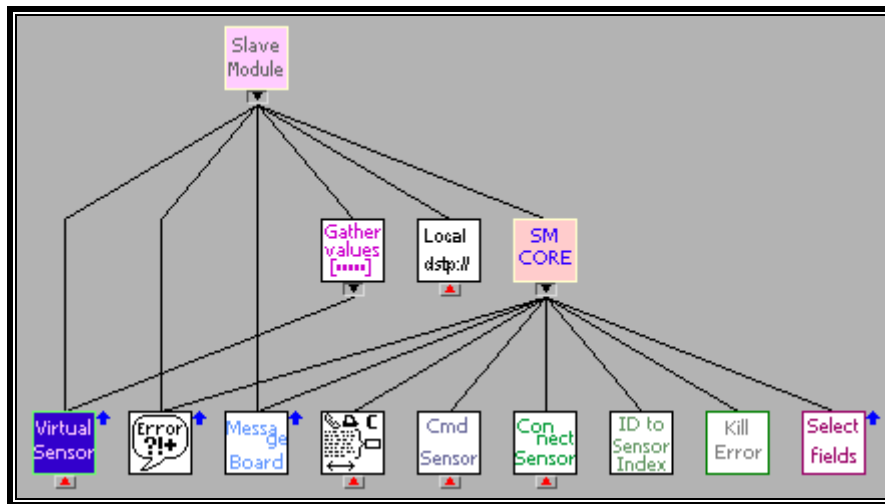 Slave
Module
Gather
values
[·····]
Local
dstp://
SM
CORE
Virtual
Sensor
Error
?!+
Messa
ge
Board
C
Cmd
Sensor
Con
nect
Sensor
ID to
Sensor
Index
Kill
Error
Select
fields